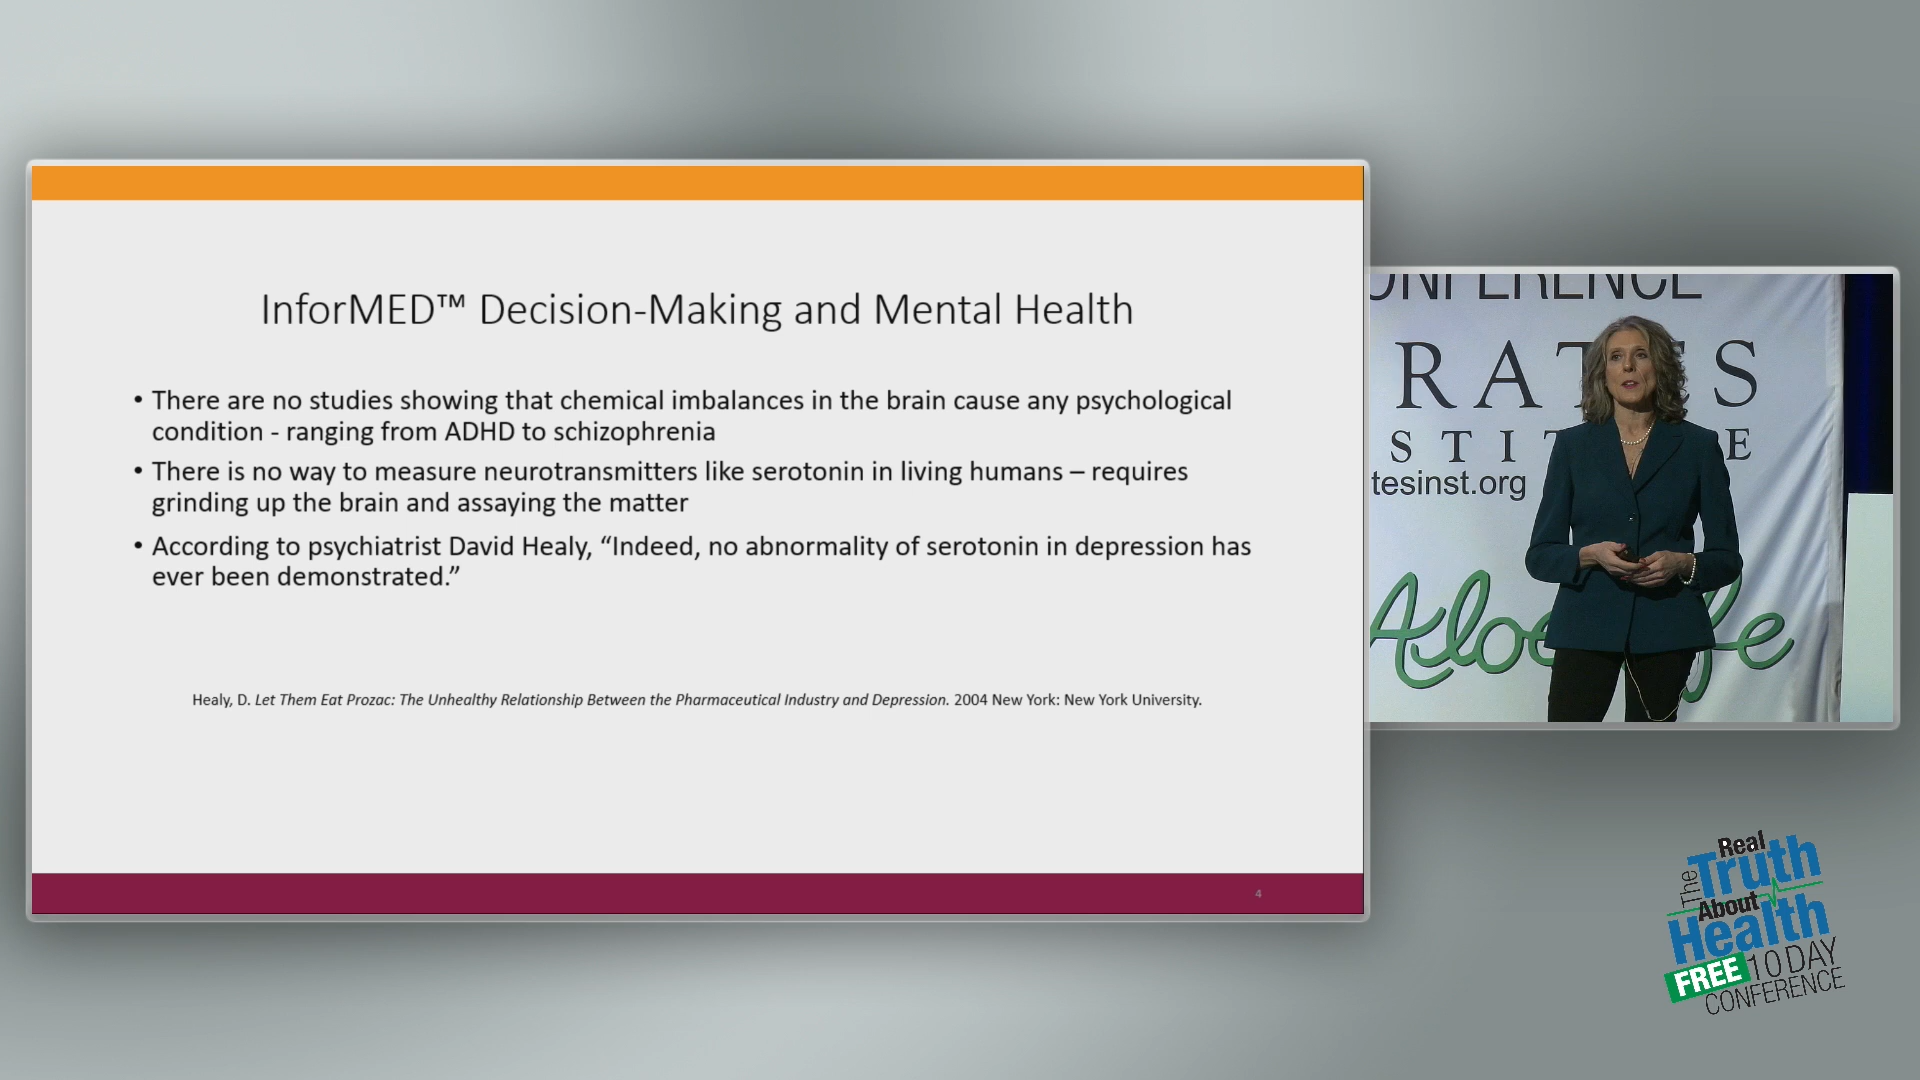 InforMED™ Decision-Making and Mental Health
• There are no studies showing that chemical imbalances in the brain cause any psychological
condition - ranging from ADHD to schizophrenia
• There is no way to measure neurotransmitters like serotonin in living humans – requires
grinding up the brain and assaying the matter
• According to psychiatrist David Healy, “Indeed, no abnormality of serotonin in depression has
ever been demonstrated.”
Healy, D. Let Them Eat Prozac: The Unhealthy Relationship Between the Pharmaceutical Industry and Depression. 2004 New York: New York University.
4
ONFERENCE
RATES
STIT E
tesinst.org
Aloe fe
The Real
Truth
About
Health
FREE 10 DAY
CONFERENCE